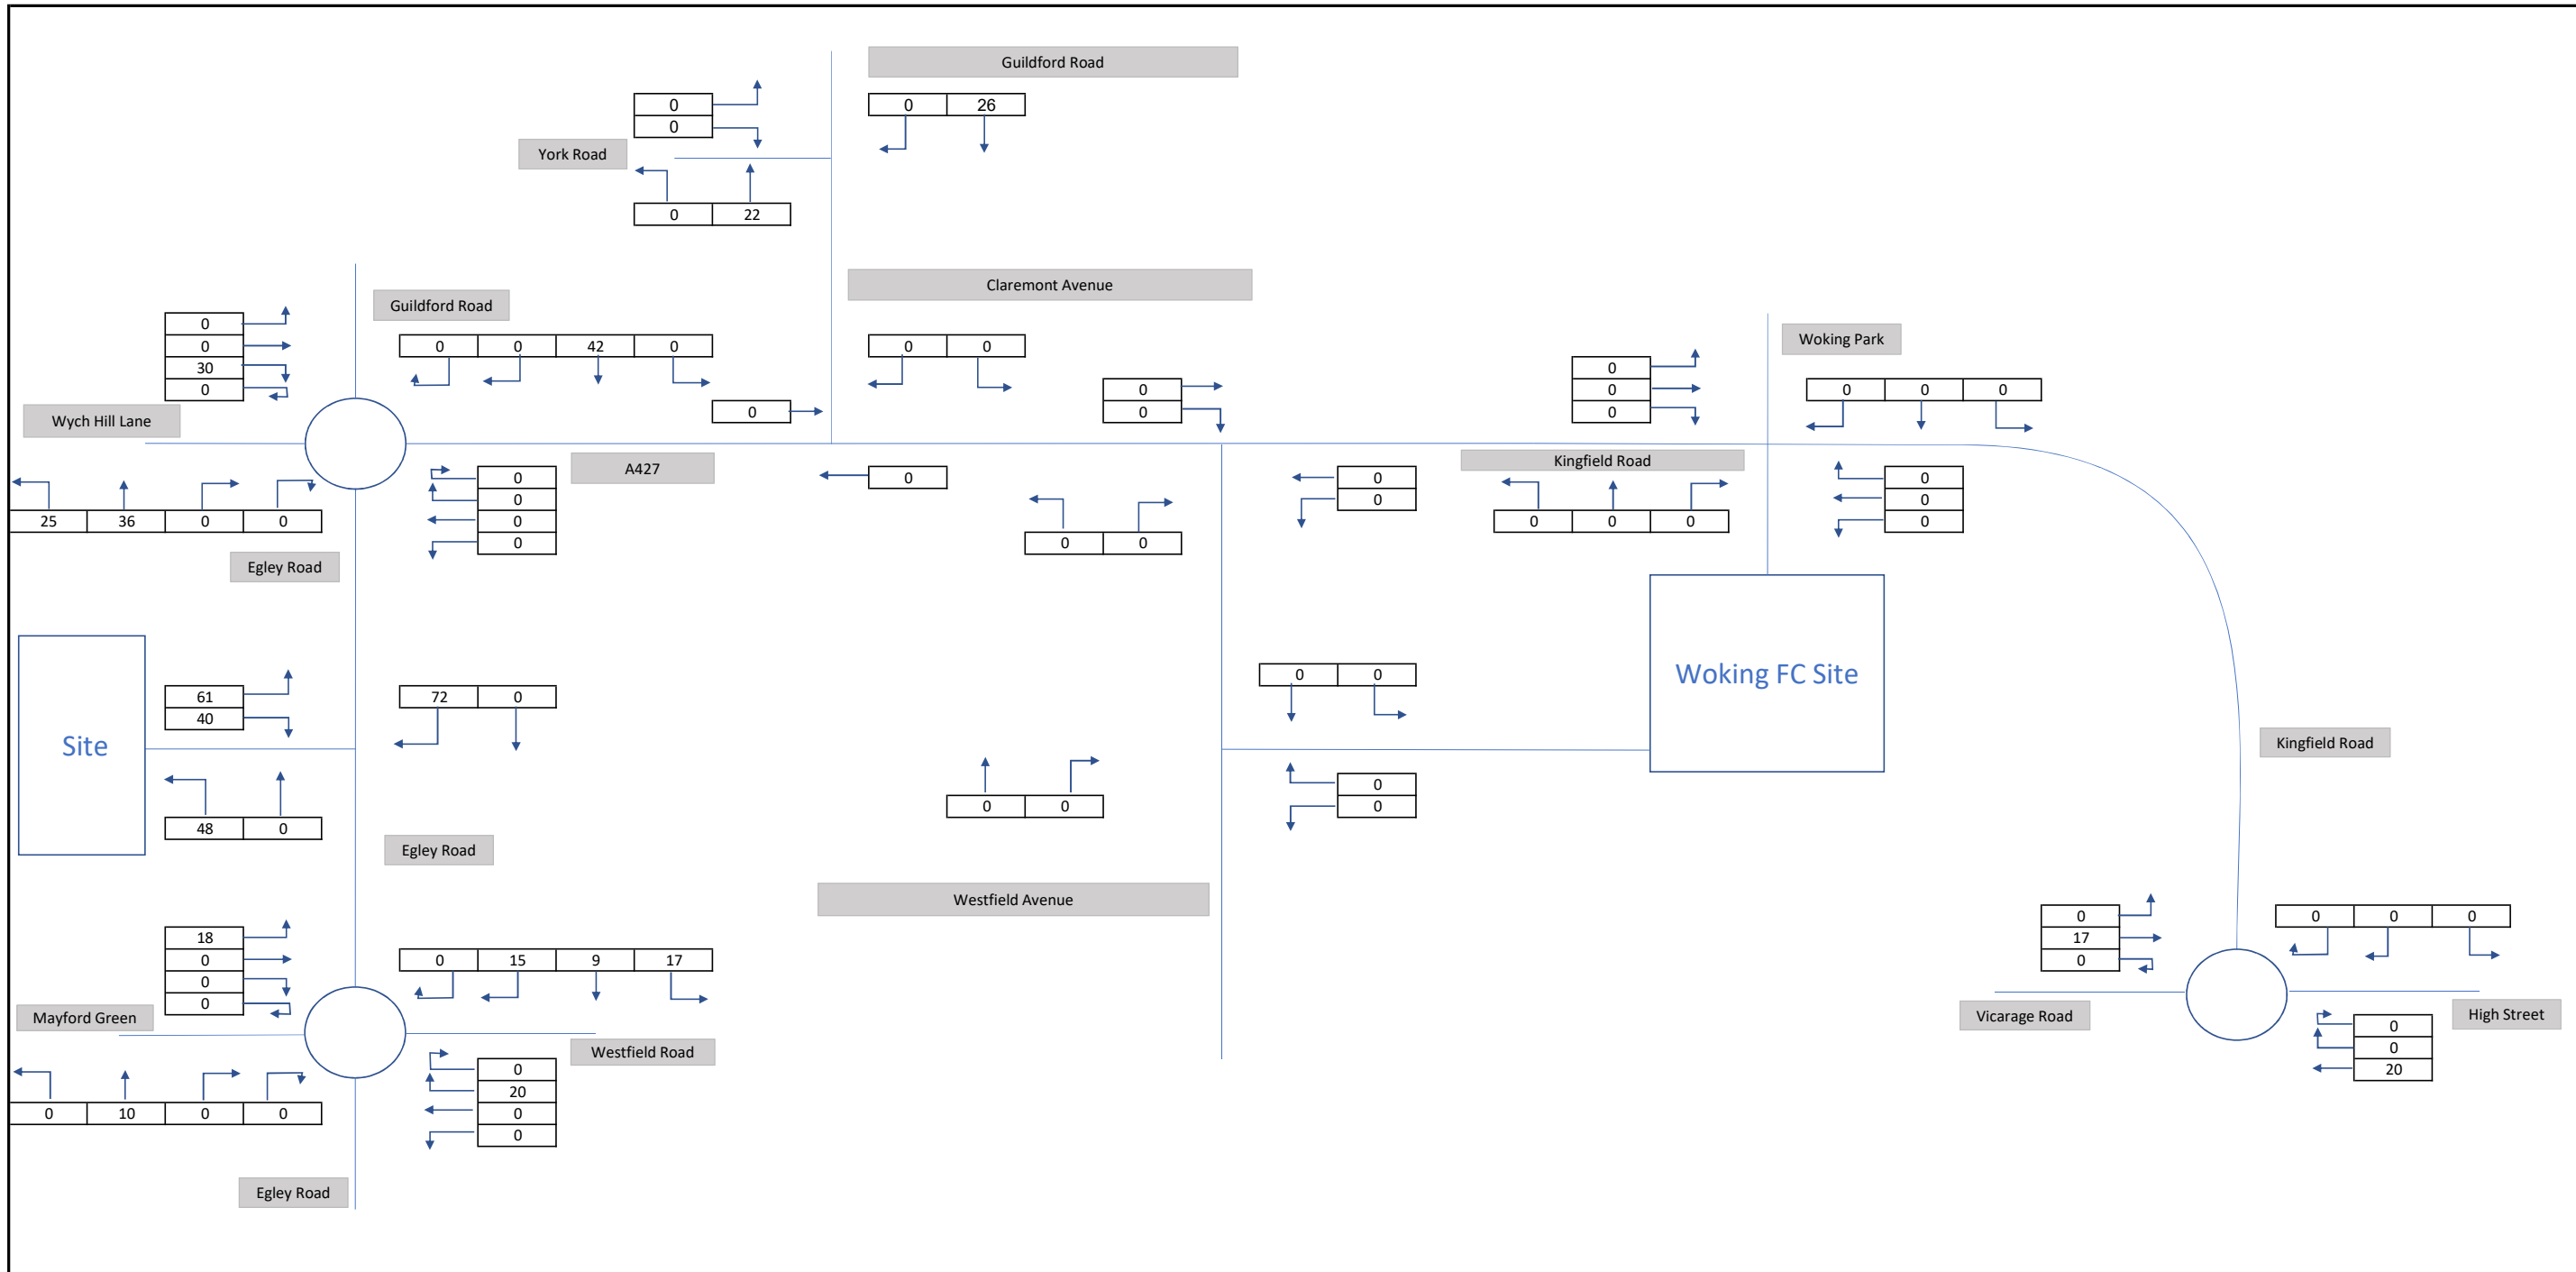 Guildford Road
0
0
0 26
York Road
0 22
Claremont Avenue
Guildford Road
0
0
30
0
0 0 42 0
0 0
Woking Park
0
0
0
0
0
0 0 0
0
Wych Hill Lane
A427
Kingfield Road
0
0
0
0
0
0
0
0
0
0
25 36 0 0
0 0 0
0 0
Egley Road
61
40
72 0
0 0
Woking FC Site
Site
Kingfield Road
0
0
0 0
48 0
Egley Road
Westfield Avenue
18
0
0
0
0 15 9 17
0
17
0
0 0 0
Mayford Green
Vicarage Road
High Street
Westfield Road
0
0
20
0
20
0
0
0 10 0 0
Egley Road